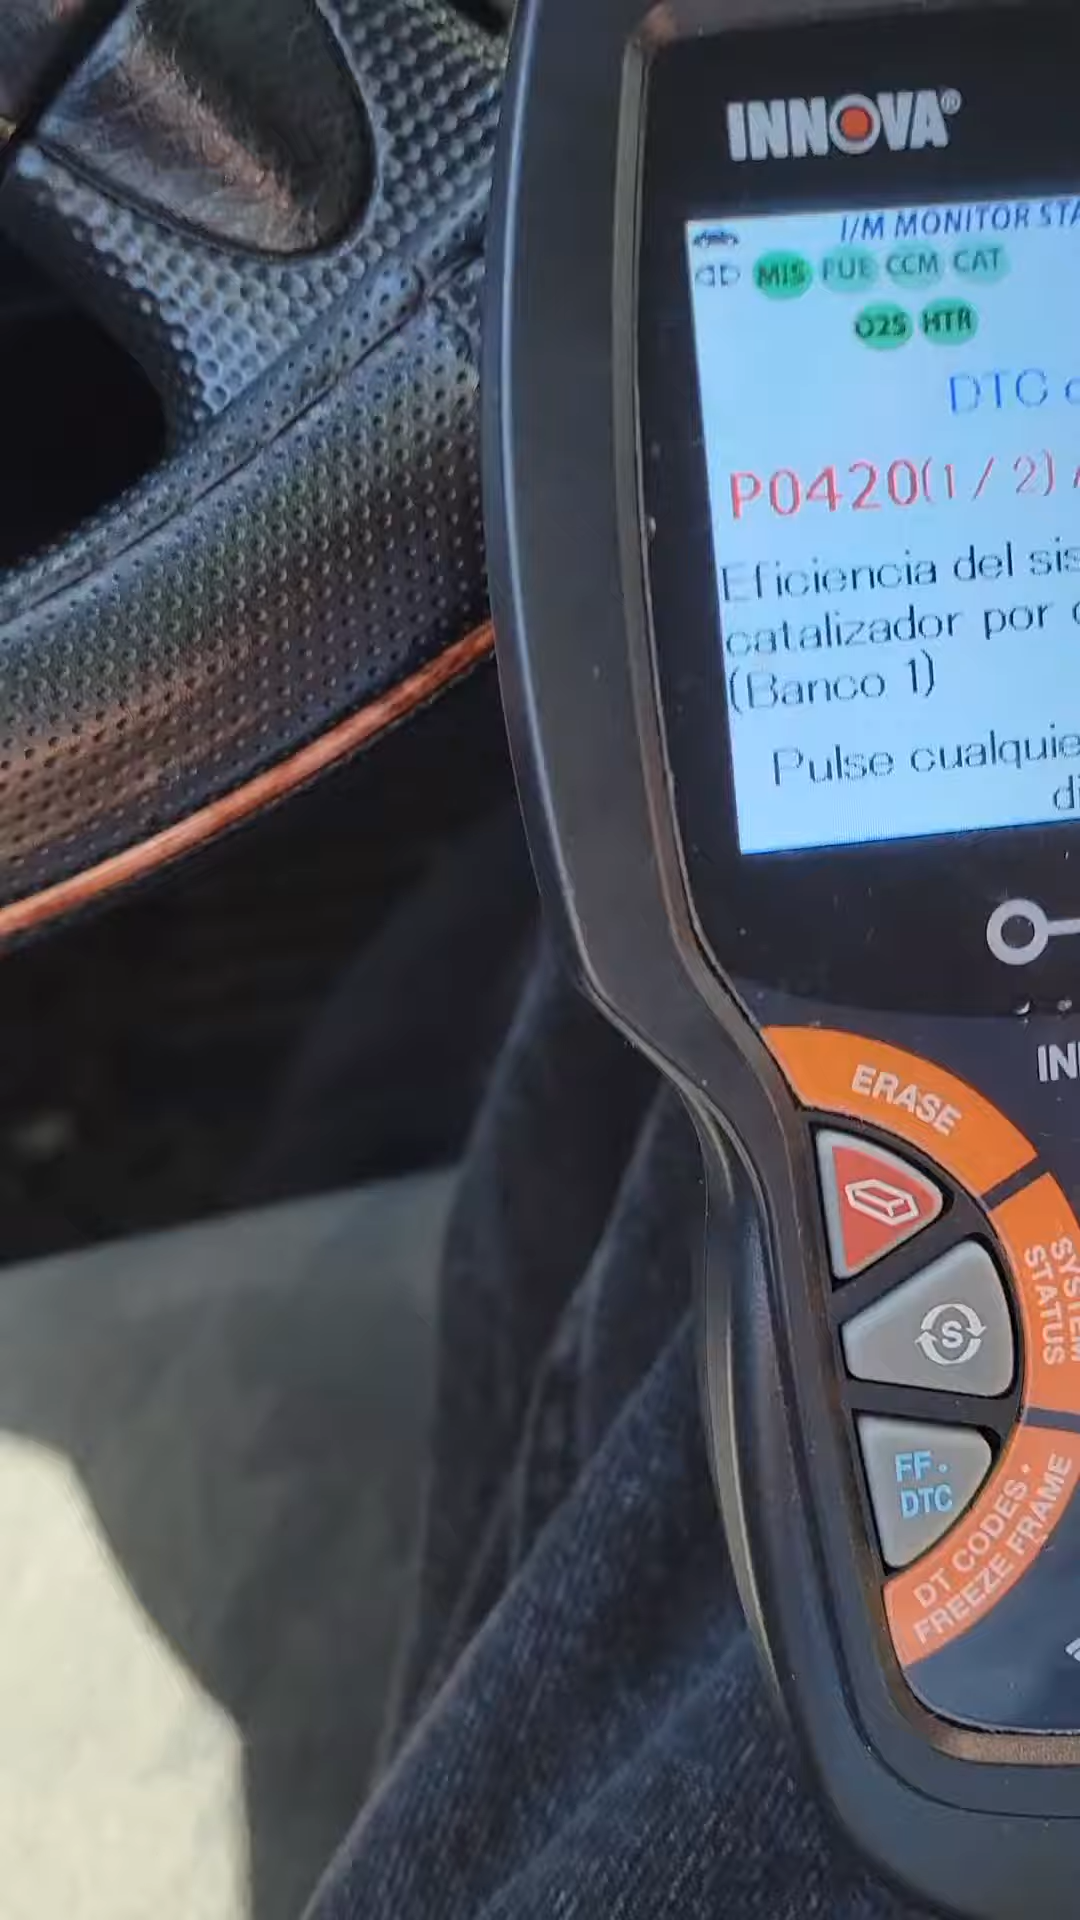 INNOVA®
I/M MONITOR STA
MIS FUE CCM CAT
O2S HTR
DTC
P0420(1 / 2)
Eficiencia del sis
catalizador por
(Banco 1)
Pulse cualquie
di
IN
ERASE
SYSTEM
STATUS
S
FF.
DTC
DT CODES •
FREEZE FRAME